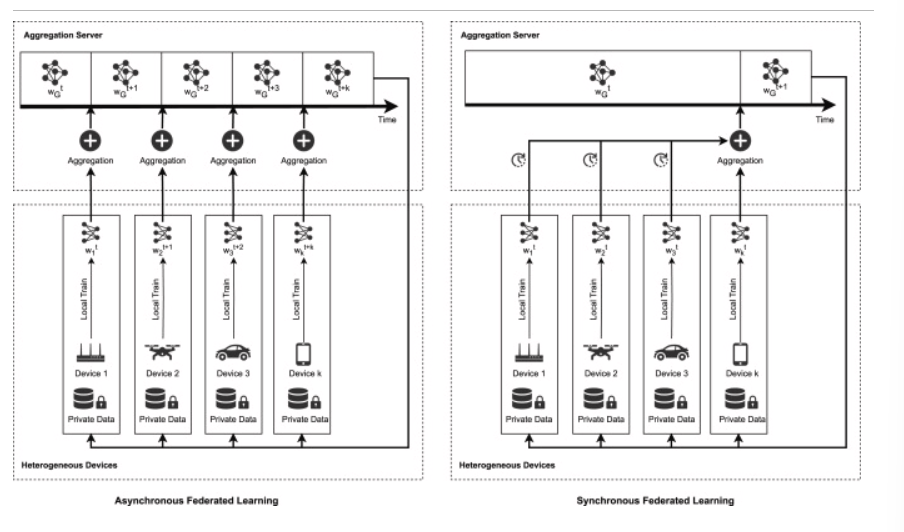 Aggregation Server
w_G^t
w_G^t+1
w_G^t+2
w_G^t+3
w_G^t+k
Time
Aggregation
Aggregation
Aggregation
Aggregation
w_1^t
w_2^t+1
w_3^t+2
w_k^t+k
Local Train
Local Train
Local Train
Local Train
Device 1
Device 2
Device 3
Device k
Private Data
Private Data
Private Data
Private Data
Heterogeneous Devices
Asynchronous Federated Learning
Aggregation Server
w_G^t
w_G^t+1
Time
Aggregation
w_1^t
w_2^t
w_3^t
w_k^t
Local Train
Local Train
Local Train
Local Train
Device 1
Device 2
Device 3
Device k
Private Data
Private Data
Private Data
Private Data
Heterogeneous Devices
Synchronous Federated Learning